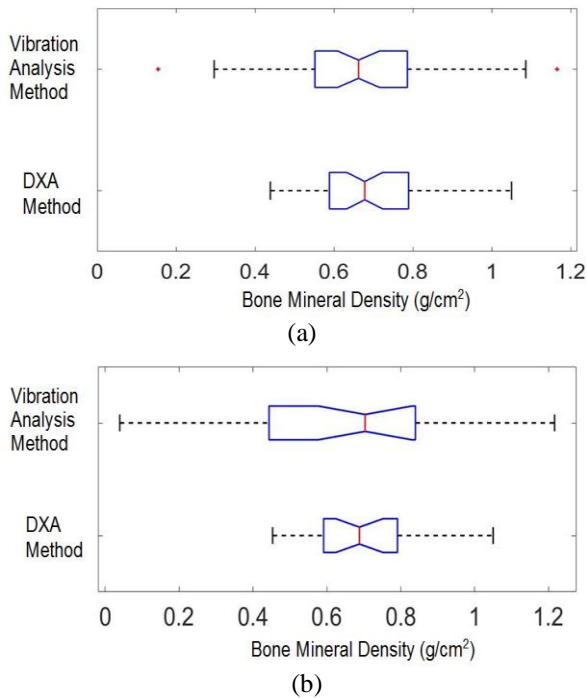 Vibration
Analysis
Method
DXA
Method
0 0.2 0.4 0.6 0.8 1 1.2
Bone Mineral Density (g/cm²)
(a)
Vibration
Analysis
Method
DXA
Method
0 0.2 0.4 0.6 0.8 1 1.2
Bone Mineral Density (g/cm²)
(b)